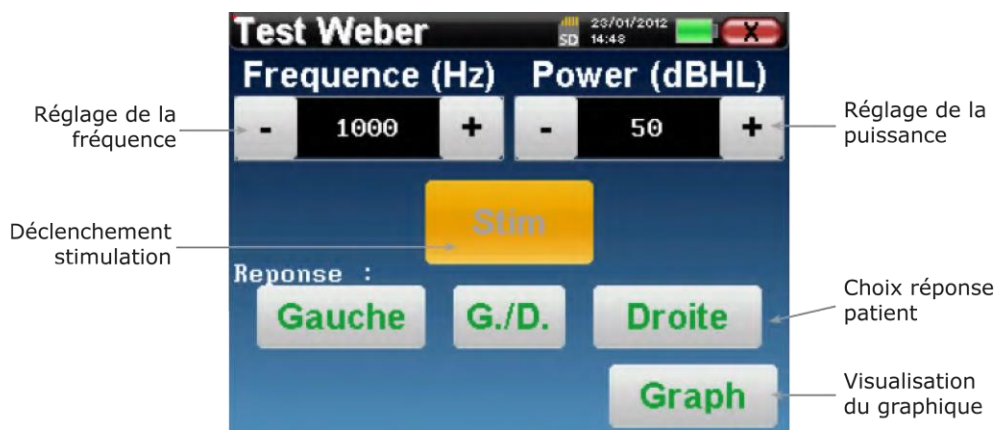 Test Weber
SD
23/01/2012
14:48
X
Frequence (Hz) Power (dBHL)
Réglage de la
fréquence
- 1000 + - 50 +
Réglage de la
puissance
Déclenchement
stimulation
Stim
Reponse :
Gauche G./D. Droite
Choix réponse
patient
Graph
Visualisation
du graphique